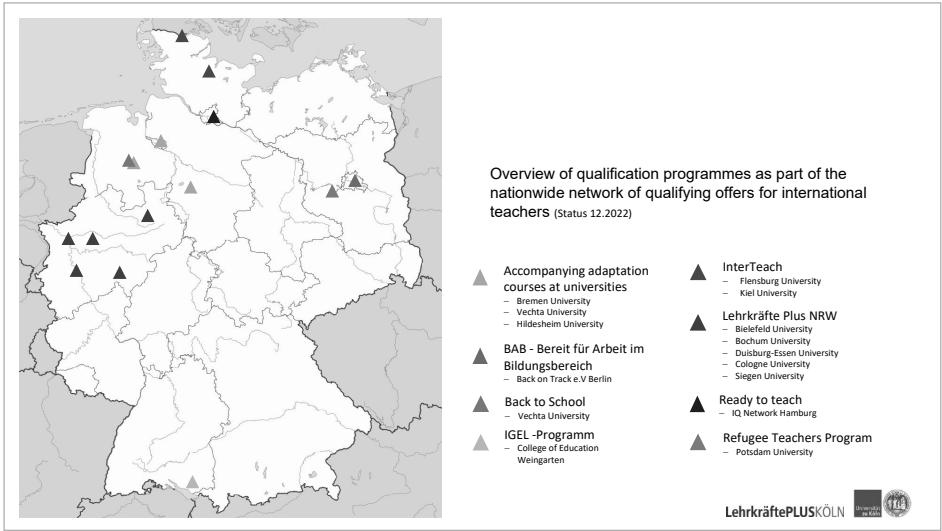 Overview of qualification programmes as part of the
nationwide network of qualifying offers for international
teachers (Status 12.2022)
Accompanying adaptation
courses at universities
– Bremen University
– Vechta University
– Hildesheim University
BAB - Bereit für Arbeit im
Bildungsbereich
– Back on Track e.V Berlin
Back to School
– Vechta University
IGEL -Programm
– College of Education
Weingarten
InterTeach
– Flensburg University
– Kiel University
Lehrkräfte Plus NRW
– Bielefeld University
– Bochum University
– Duisburg-Essen University
– Cologne University
– Siegen University
Ready to teach
– IQ Network Hamburg
Refugee Teachers Program
– Potsdam University
LehrkräftePLUSKÖLN
Universität
zu Köln